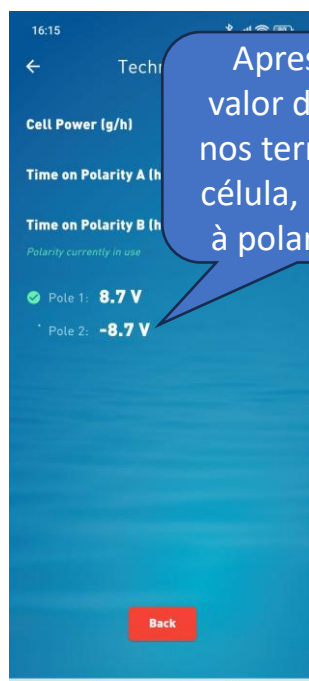 16:15
Techn
Cell Power (g/h)
Time on Polarity A (h
Time on Polarity B (h
Polarity currently in use
Pole 1: 8.7 V
Pole 2: -8.7 V
Apres
valor d
nos terr
célula,
à polar
Back